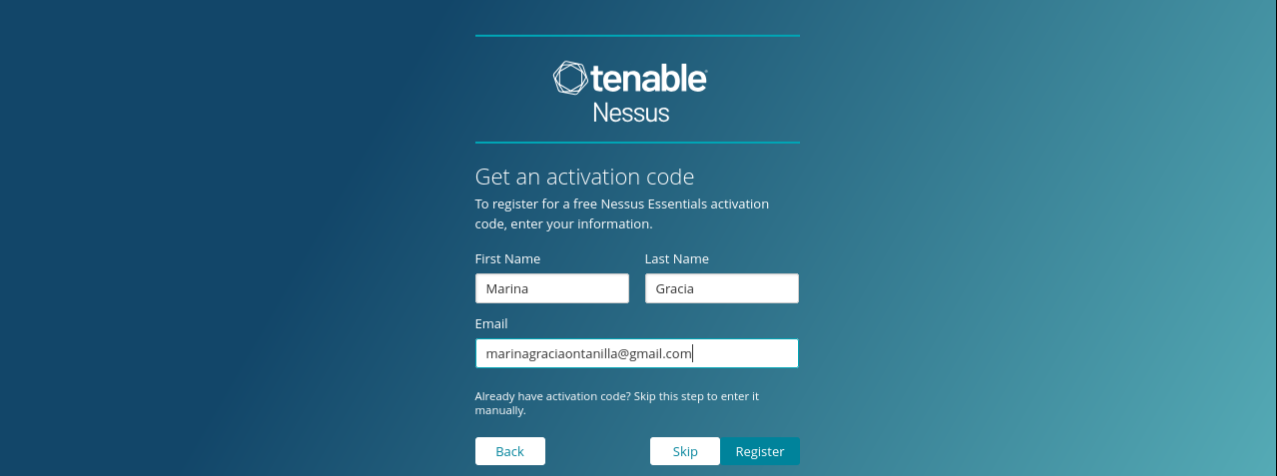 tenable
Nessus
Get an activation code
To register for a free Nessus Essentials activation
code, enter your information.
First Name Last Name
Marina Gracia
Email
marinagraciaontanilla@gmail.com
Already have activation code? Skip this step to enter it
manually.
Back Skip Register